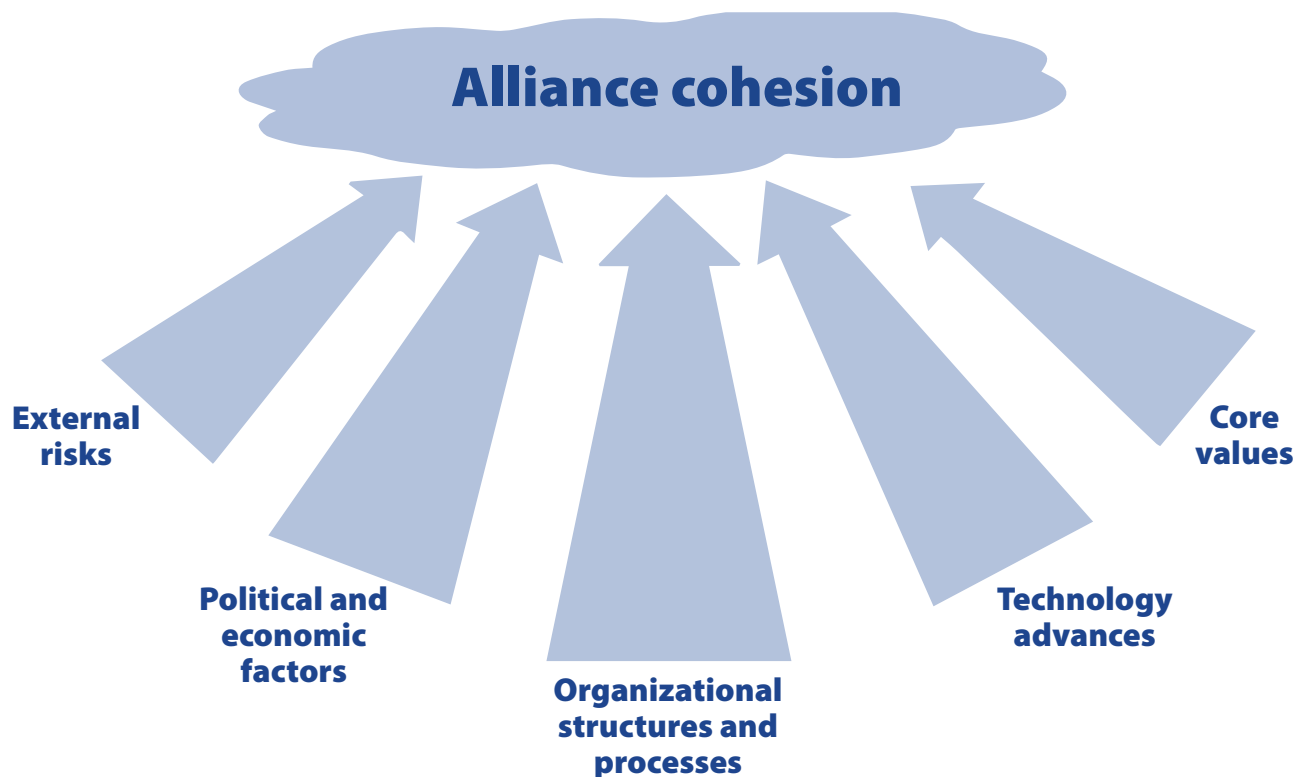 Alliance cohesion
External
risks
Political and
economic
factors
Organizational
structures and
processes
Technology
advances
Core
values